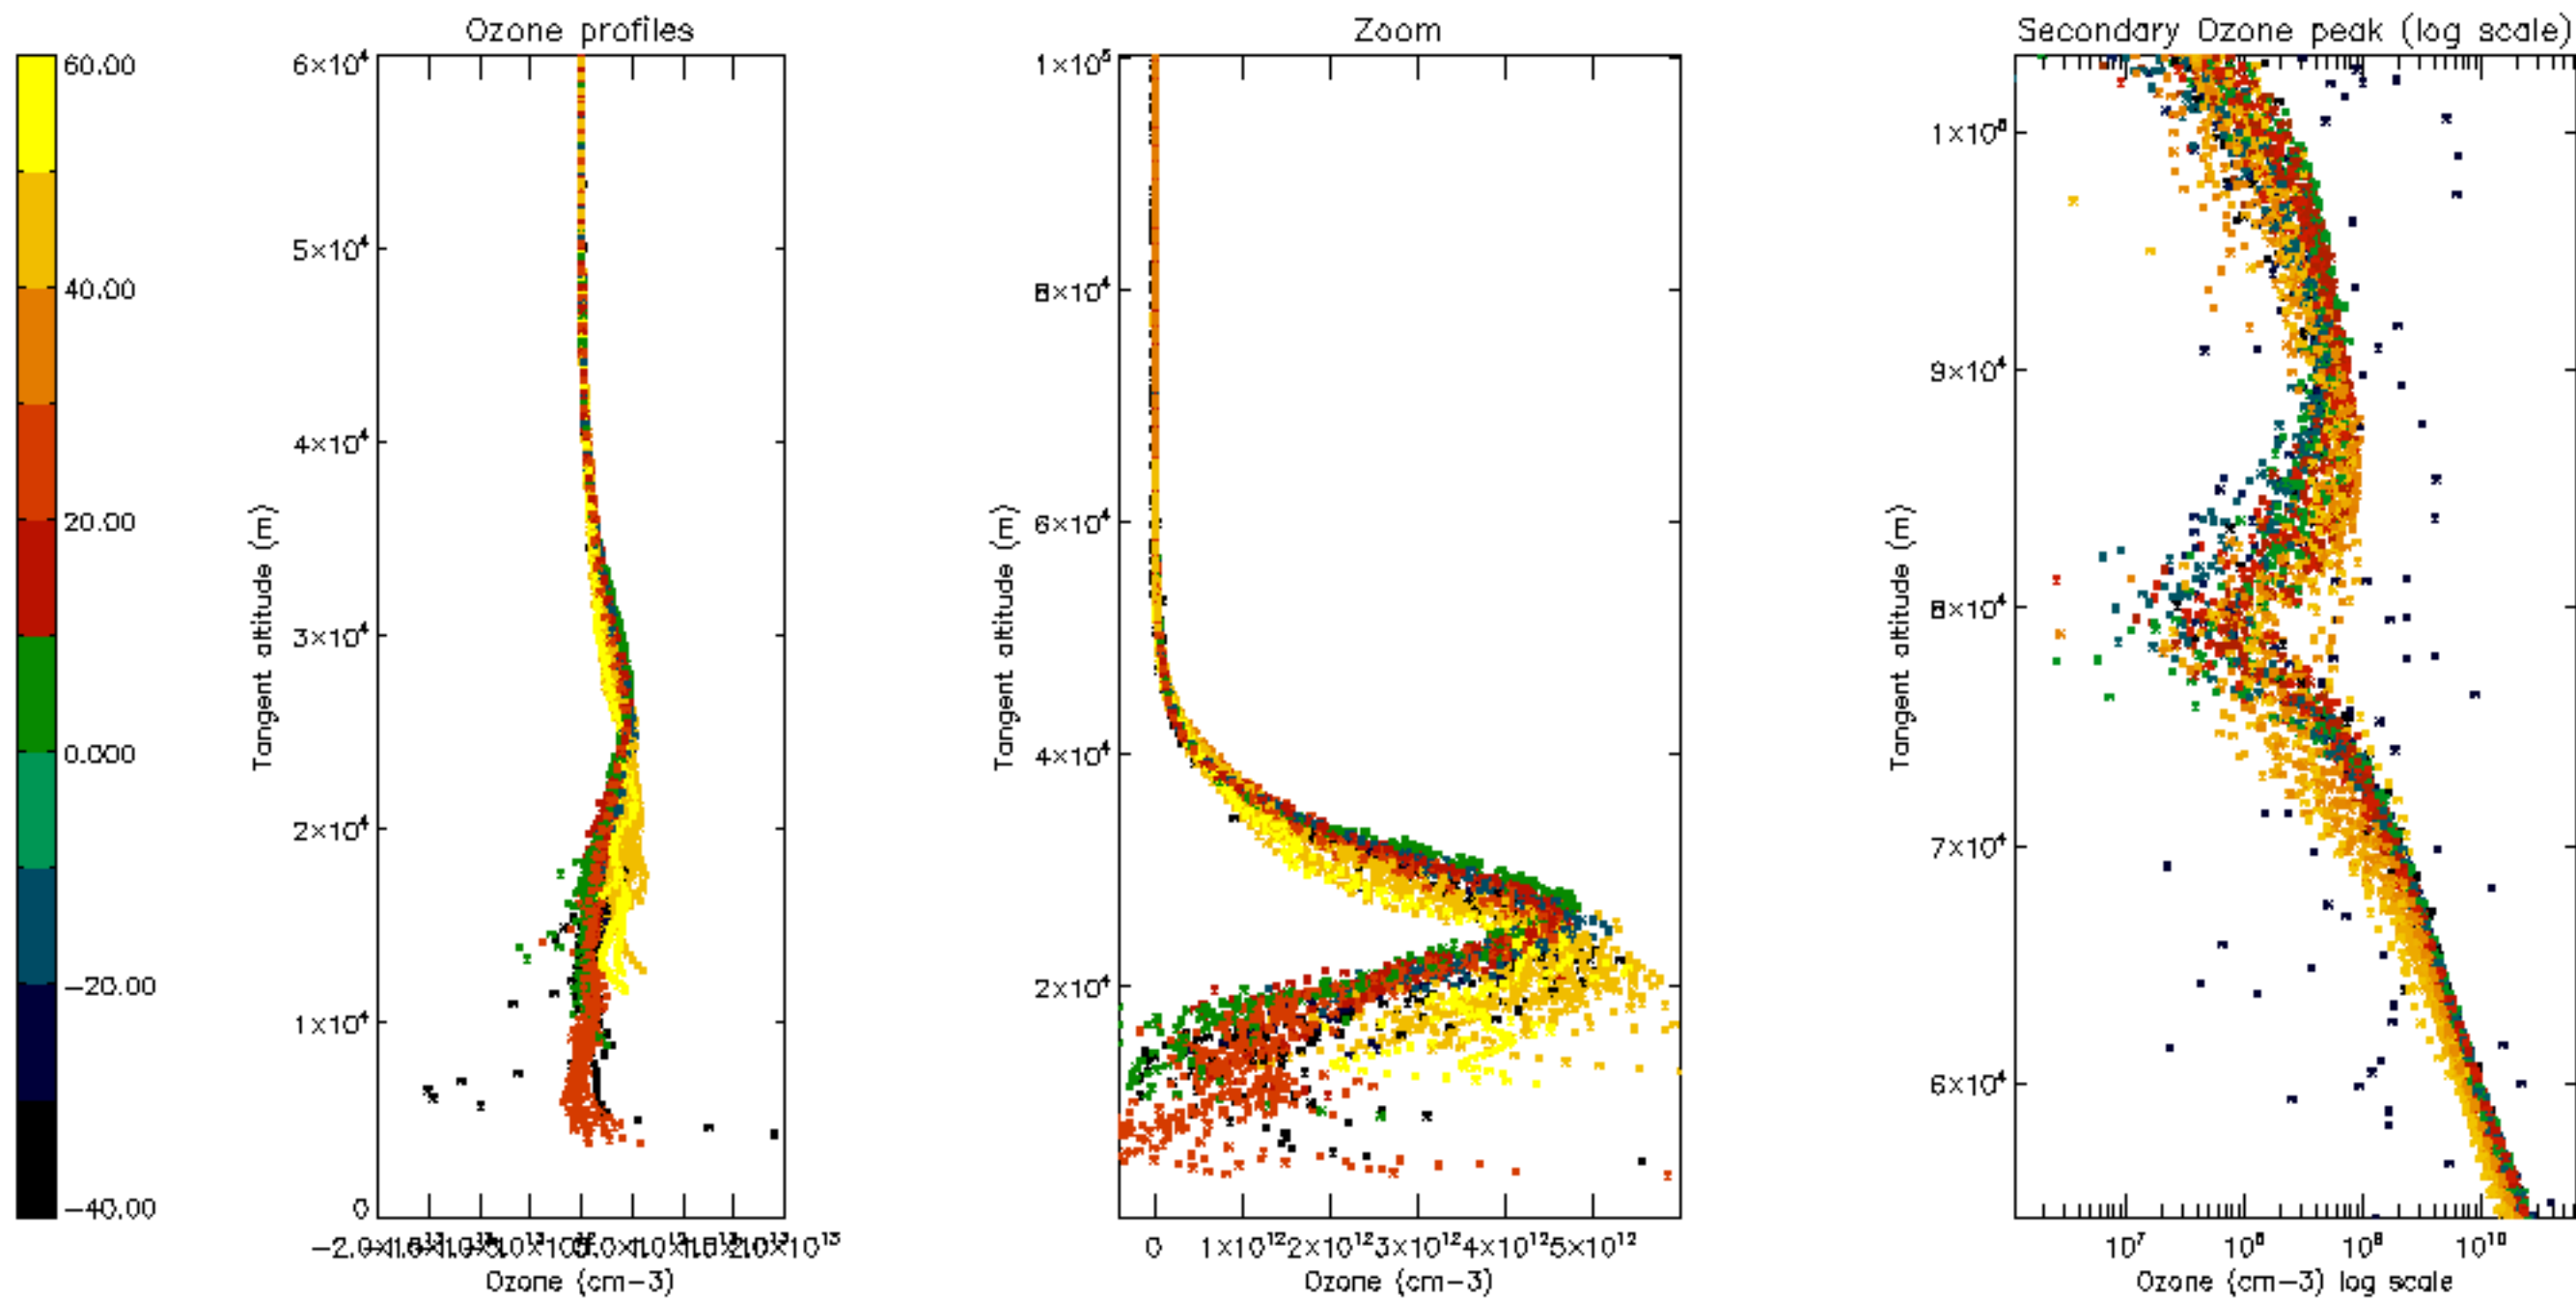 Ozone profiles
Zoom
Secondary Ozone peak (log scale)
60.00
40.00
20.00
0.000
−20.00
−40.00
6×10⁴
5×10⁴
4×10⁴
3×10⁴
2×10⁴
1×10⁴
0
Tangent altitude (m)
Ozone (cm−3)
1×10⁵
8×10⁴
6×10⁴
4×10⁴
2×10⁴
Tangent altitude (m)
0 1×10¹² 2×10¹² 3×10¹² 4×10¹² 5×10¹²
Ozone (cm−3)
9×10⁴
8×10⁴
7×10⁴
6×10⁴
Tangent altitude (m)
10⁷ 10⁸ 10⁹ 10¹⁰
Ozone (cm−3) log scale